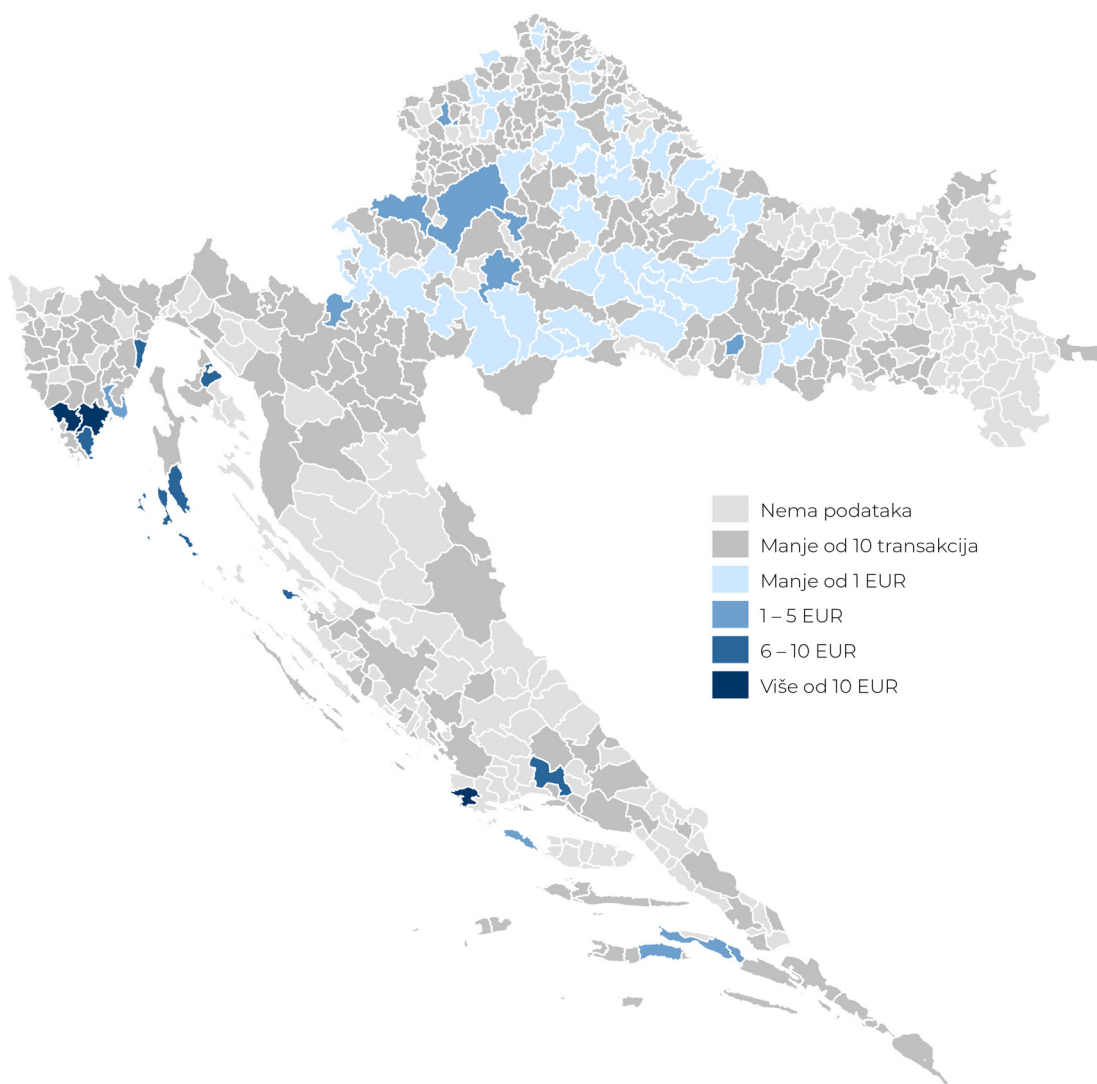 Nema podataka
Manje od 10 transakcija
Manje od 1 EUR
1 – 5 EUR
6 – 10 EUR
Više od 10 EUR